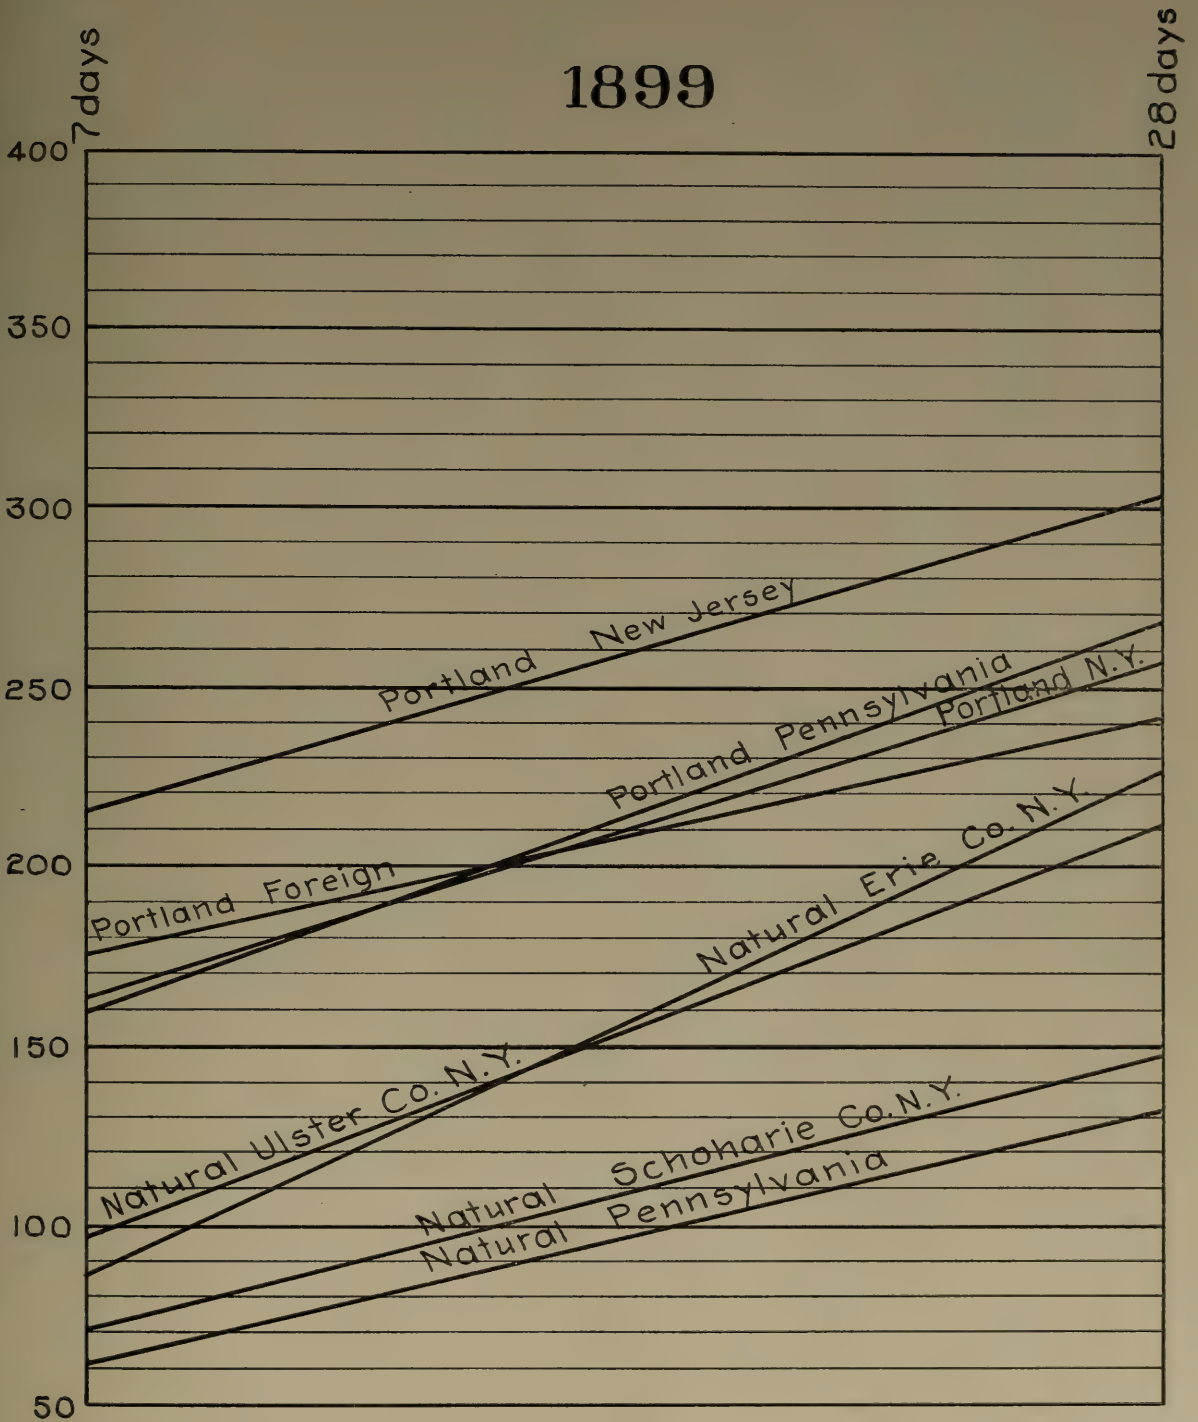 1899
7 days
28 days
400
350
300
250
200
150
100
50
Portland New Jersey
Portland Pennsylvania
Portland N.Y.
Portland Foreign
Natural Erie Co. N.Y.
Natural Ulster Co. N.Y.
Natural Schoharie Co. N.Y.
Natural Pennsylvania